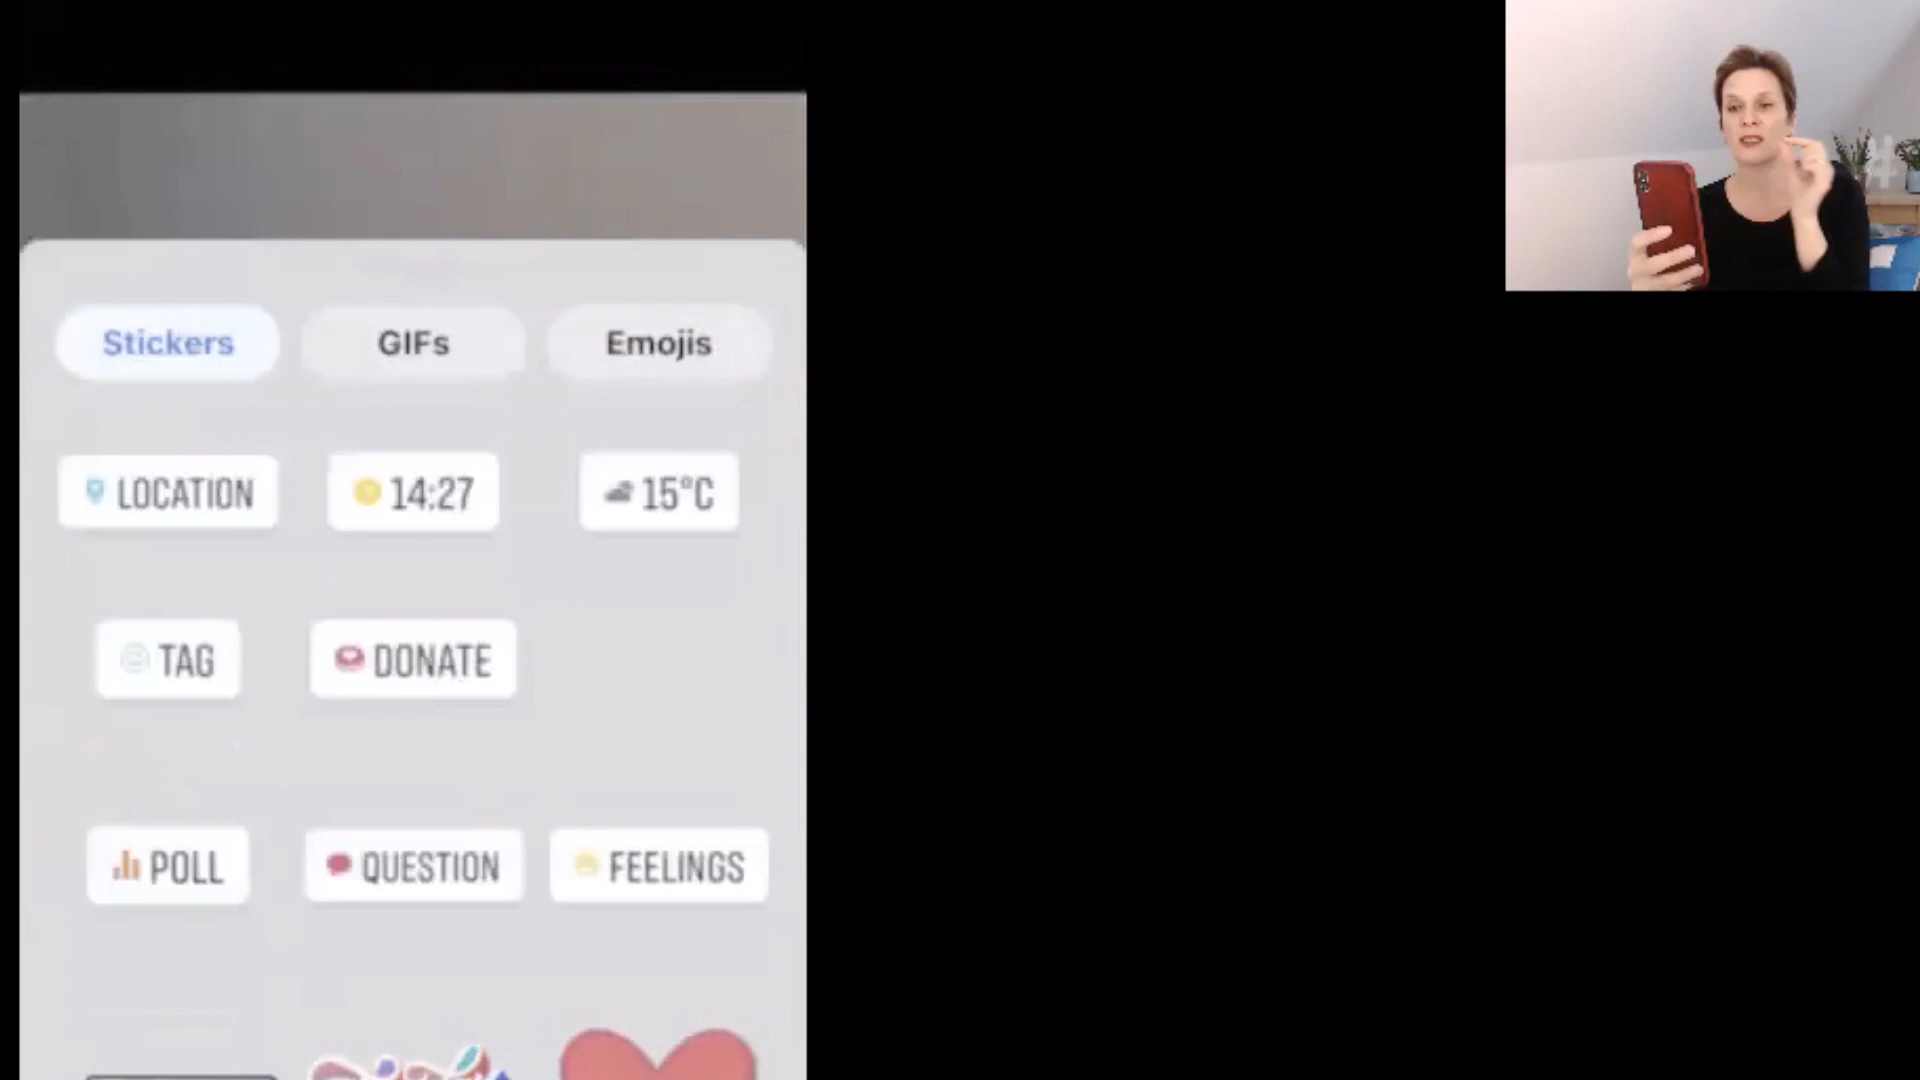 Stickers GIFs Emojis
LOCATION 14:27 15°C
TAG DONATE
POLL QUESTION FEELINGS